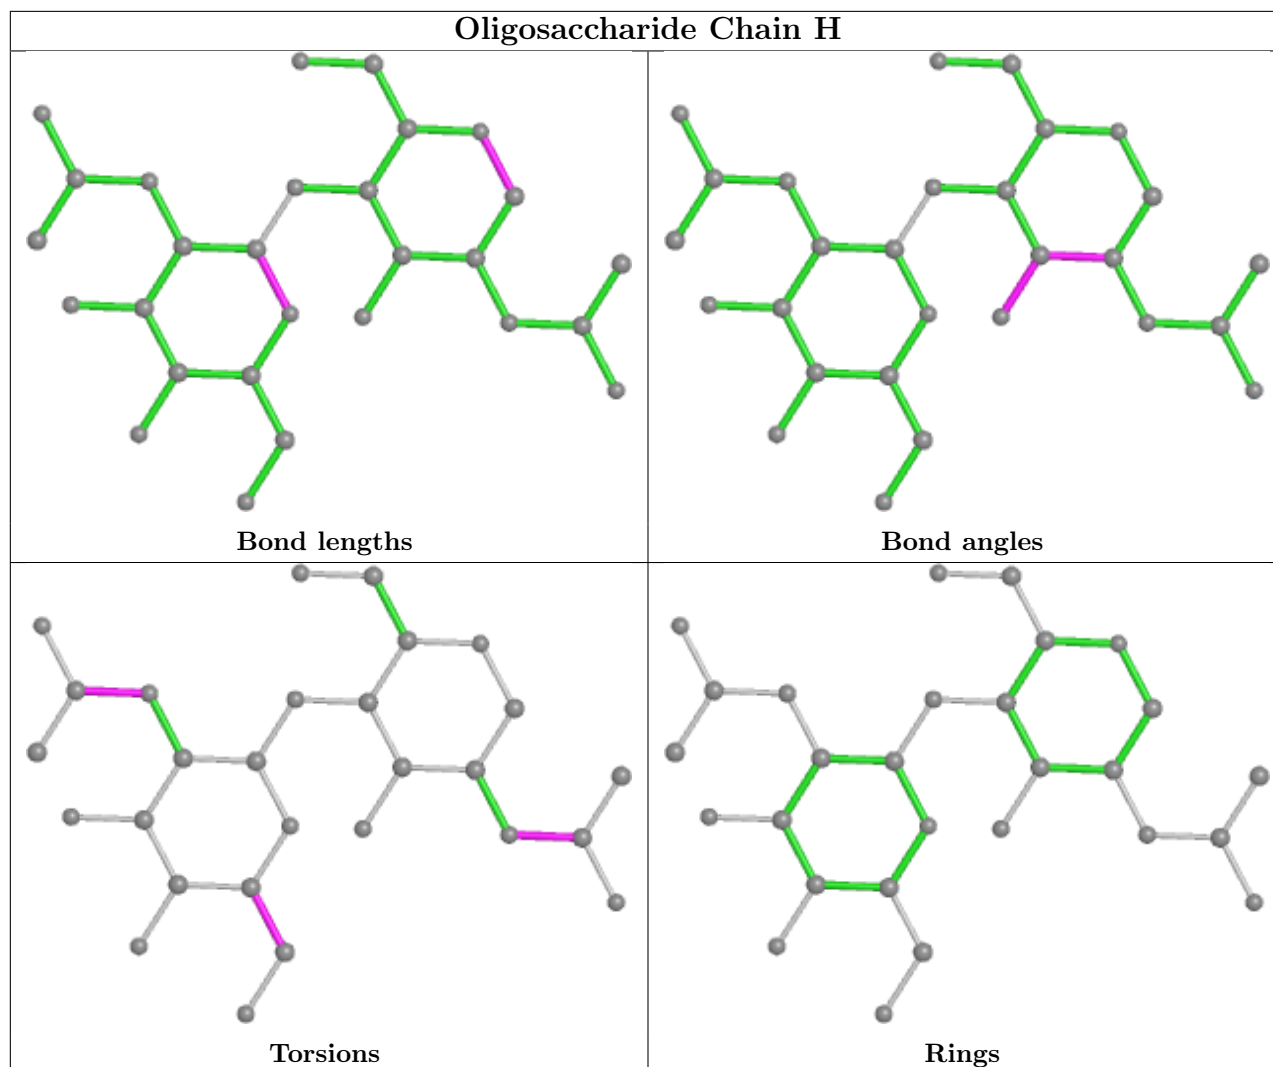 Oligosaccharide Chain H
Bond lengths
Bond angles
Torsions
Rings